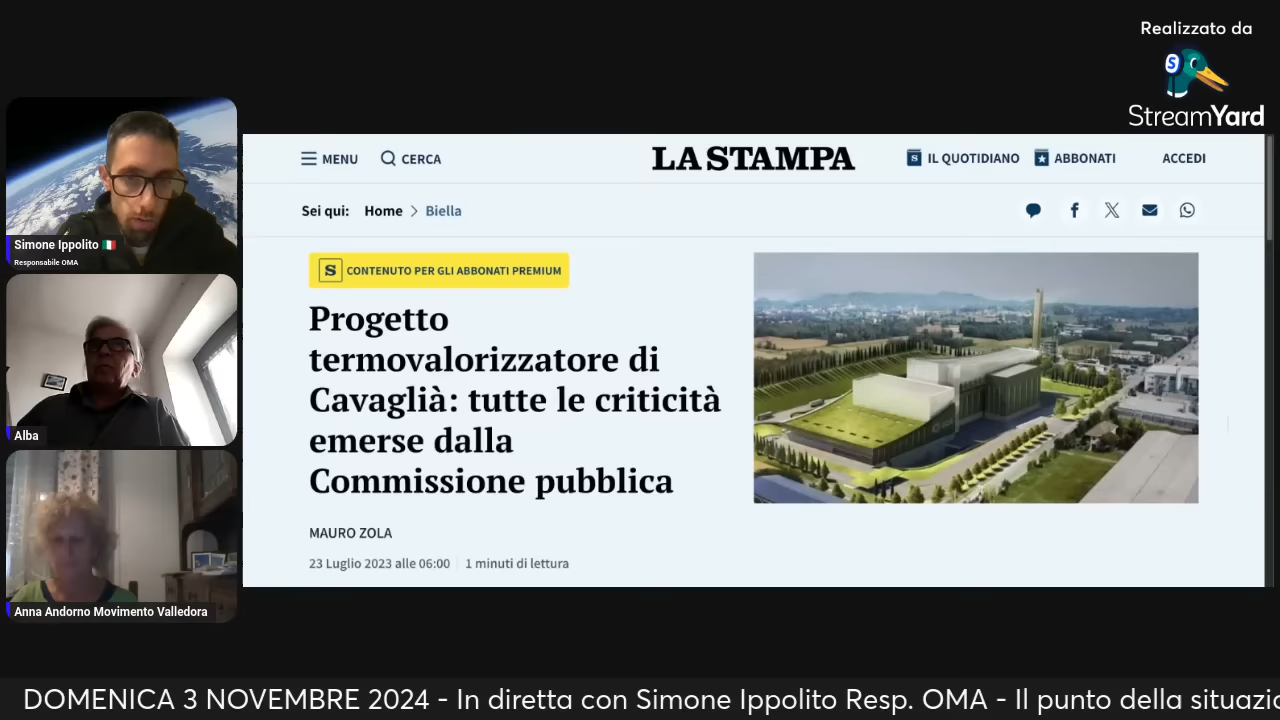 Realizzato da
S
StreamYard
Simone Ippolito
Responsabile OMA
Alba
Anna Andorno Movimento Valledora
MENU
CERCA
LA STAMPA
S IL QUOTIDIANO
ABBONATI
ACCEDI
Sei qui: Home > Biella
S CONTENUTO PER GLI ABBONATI PREMIUM
Progetto
termovalorizzatore di
Cavaglià: tutte le criticità
emerse dalla
Commissione pubblica
MAURO ZOLA
23 Luglio 2023 alle 06:00 | 1 minuti di lettura
DOMENICA 3 NOVEMBRE 2024 - In diretta con Simone Ippolito Resp. OMA - Il punto della situazio